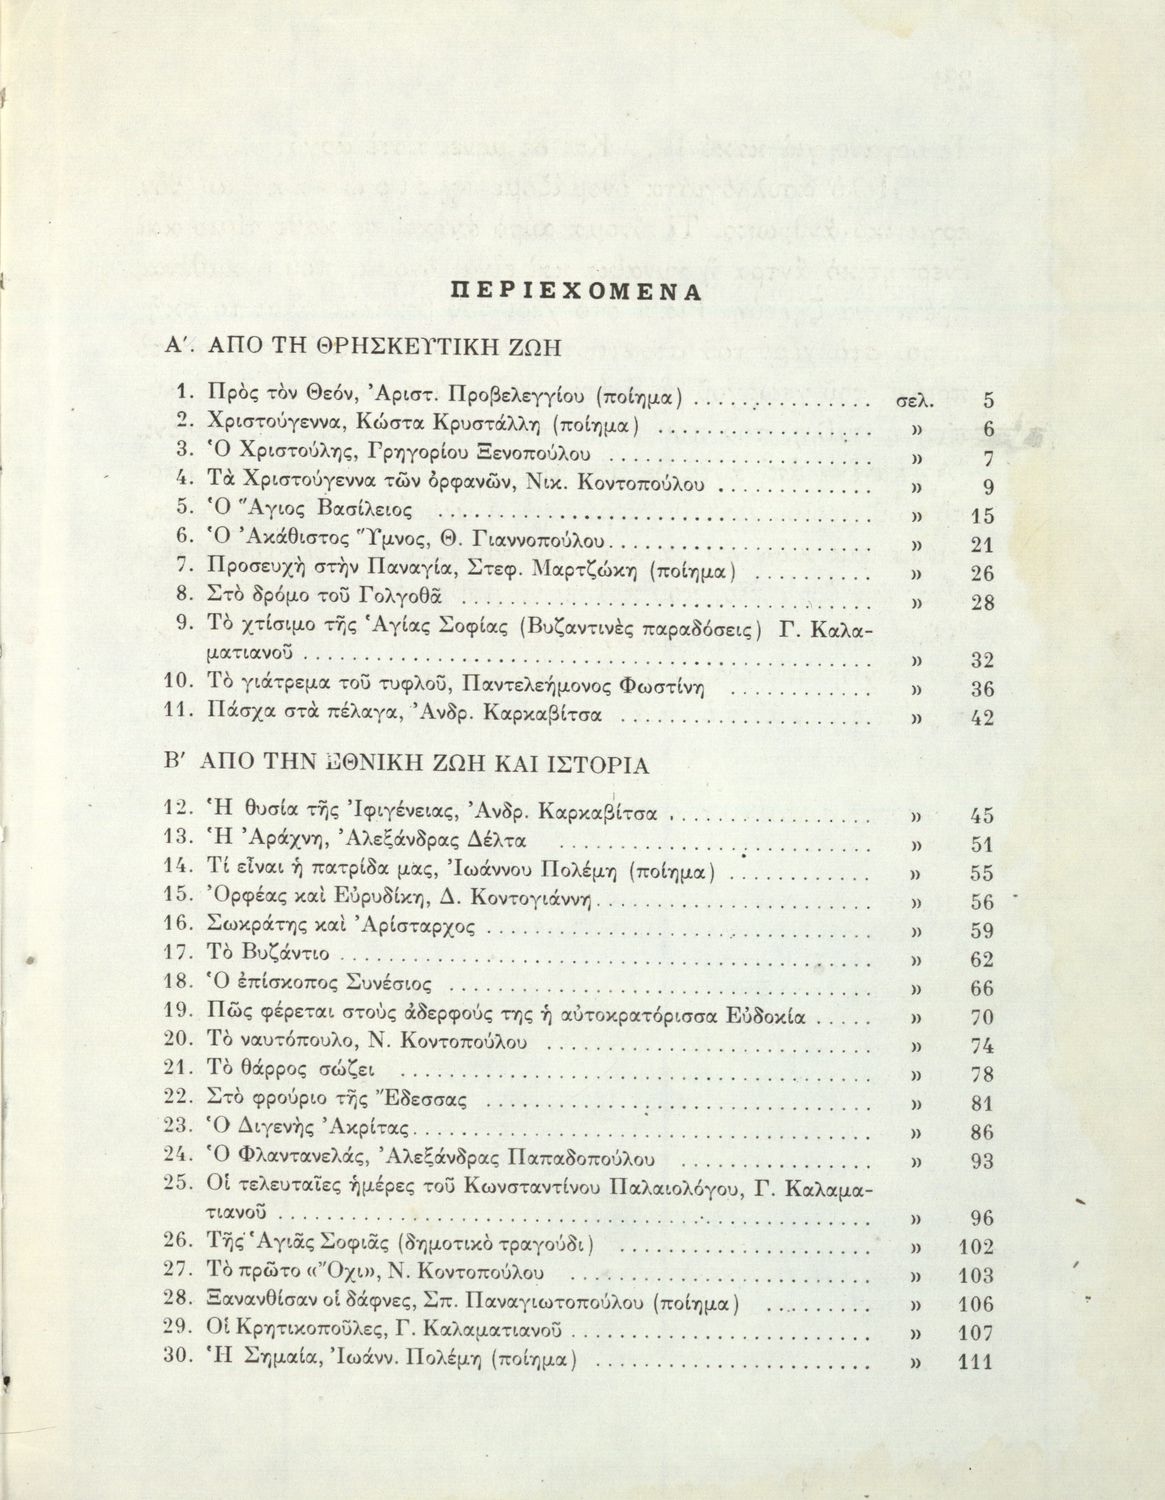 ΠΕΡΙΕΧΟΜΕΝΑ
Α'. ΑΠΟ ΤΗ ΘΡΗΣΚΕΥΤΙΚΗ ΖΩΗ
1. Πρὸς τὸν Θεόν, Ἀριστ. Προβελεγγίου (ποίημα) ............... σελ. 5
2. Χριστούγεννα, Κώστα Κρυστάλλη (ποίημα) .................. » 6
3. Ὁ Χριστούλης, Γρηγορίου Ξενοπούλου ...................... » 7
4. Τὰ Χριστούγεννα τῶν ὀρφανῶν, Νικ. Κοντοπούλου ............. » 9
5. Ὁ Ἅγιος Βασίλειος ............................... » 15
6. Ὁ Ἀκάθιστος Ὕμνος, Θ. Γιαννοπούλου...................... » 21
7. Προσευχὴ στὴν Παναγία, Στεφ. Μαρτζώκη (ποίημα) .......... » 26
8. Στὸ δρόμο τοῦ Γολγοθᾶ .............................. » 28
9. Τὸ χτίσιμο τῆς Ἁγίας Σοφίας (Βυζαντινὲς παραδόσεις) Γ. Καλα-
ματιανοῦ ........................................... » 32
10. Τὸ γιάτρεμα τοῦ τυφλοῦ, Παντελεήμονος Φωστίνη ............ » 36
11. Πάσχα στὰ πέλαγα, Ἀνδρ. Καρκαβίτσα ..................... » 42
Β' ΑΠΟ ΤΗΝ ΕΘΝΙΚΗ ΖΩΗ ΚΑΙ ΙΣΤΟΡΙΑ
12. Ἡ θυσία τῆς Ἰφιγένειας, Ἀνδρ. Καρκαβίτσα ................. » 45
13. Ἡ Ἀράχνη, Ἀλεξάνδρας Δέλτα ......................... » 51
14. Τί εἶναι ἡ πατρίδα μας, Ἰωάννου Πολέμη (ποίημα) ............ » 55
15. Ὀρφέας καὶ Εὐρυδίκη, Δ. Κοντογιάννη....................... » 56
16. Σωκράτης καὶ Ἀρίσταρχος ............................... » 59
17. Τὸ Βυζάντιο .......................................... » 62
18. Ὁ ἐπίσκοπος Συνέσιος ................................ » 66
19. Πῶς φέρεται στοὺς ἀδερφούς της ἡ αὐτοκρατόρισσα Εὐδοκία ..... » 70
20. Τὸ ναυτόπουλο, Ν. Κοντοπούλου ......................... » 74
21. Τὸ θάρρος σώζει .................................... » 78
22. Στὸ φρούριο τῆς Ἔδεσσας .............................. » 81
23. Ὁ Διγενὴς Ἀκρίτας.................................... » 86
24. Ὁ Φλαντανελάς, Ἀλεξάνδρας Παπαδοπούλου ................ » 93
25. Οἱ τελευταῖες ἡμέρες τοῦ Κωνσταντίνου Παλαιολόγου, Γ. Καλαμα-
τιανοῦ .............................................. » 96
26. Τῆς Ἁγιᾶς Σοφιᾶς (δημοτικὸ τραγούδι) ..................... » 102
27. Τὸ πρῶτο «Ὄχι», Ν. Κοντοπούλου ........................ » 103
28. Ξανανθίσαν οἱ δάφνες, Σπ. Παναγιωτοπούλου (ποίημα) ......... » 106
29. Οἱ Κρητικοποῦλες, Γ. Καλαματιανοῦ ........................ » 107
30. Ἡ Σημαία, Ἰωάνν. Πολέμη (ποίημα) ...................... » 111